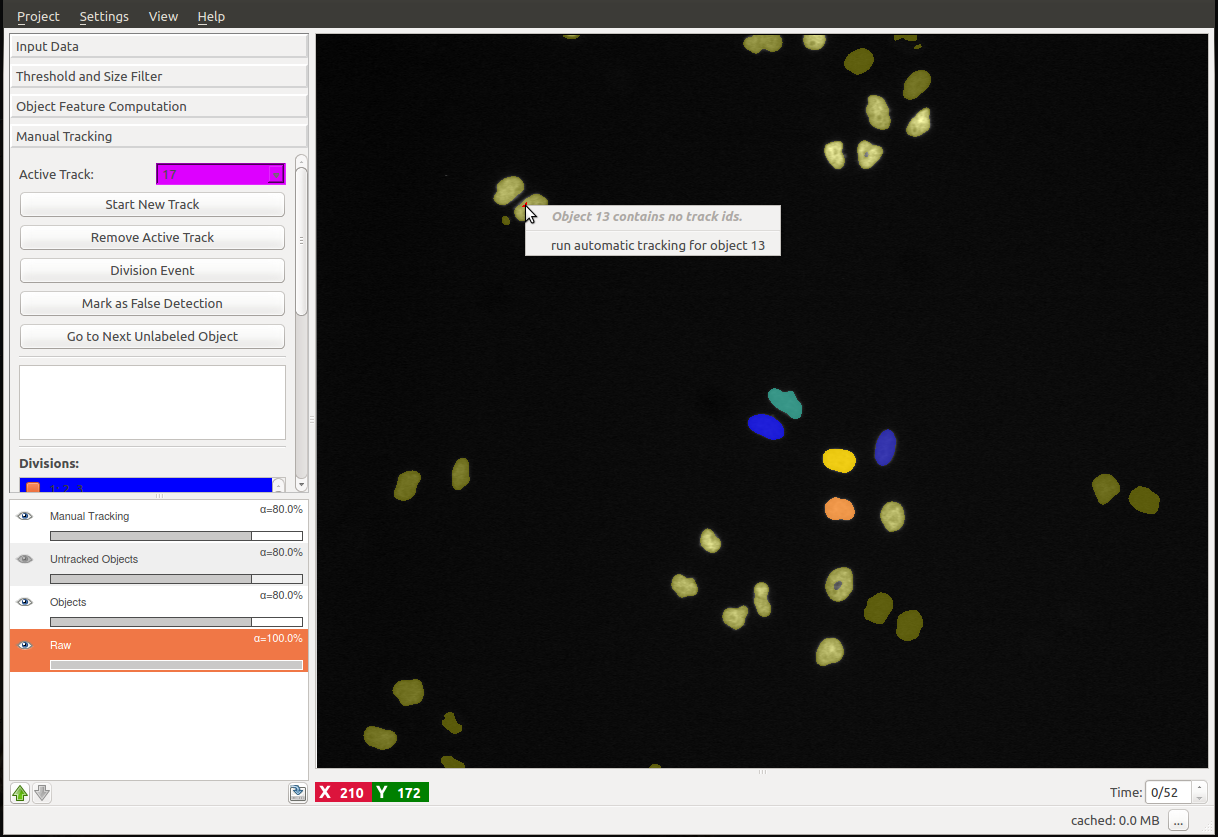 Project Settings View Help
Input Data
Threshold and Size Filter
Object Feature Computation
Manual Tracking
Active Track: 17
Start New Track
Remove Active Track
Division Event
Mark as False Detection
Go to Next Unlabeled Object
Divisions:
1: 2, 3
Manual Tracking α=80.0%
Untracked Objects α=80.0%
Objects α=80.0%
Raw α=100.0%
Object 13 contains no track ids.
run automatic tracking for object 13
X 210 Y 172
Time: 0/52
cached: 0.0 MB ...